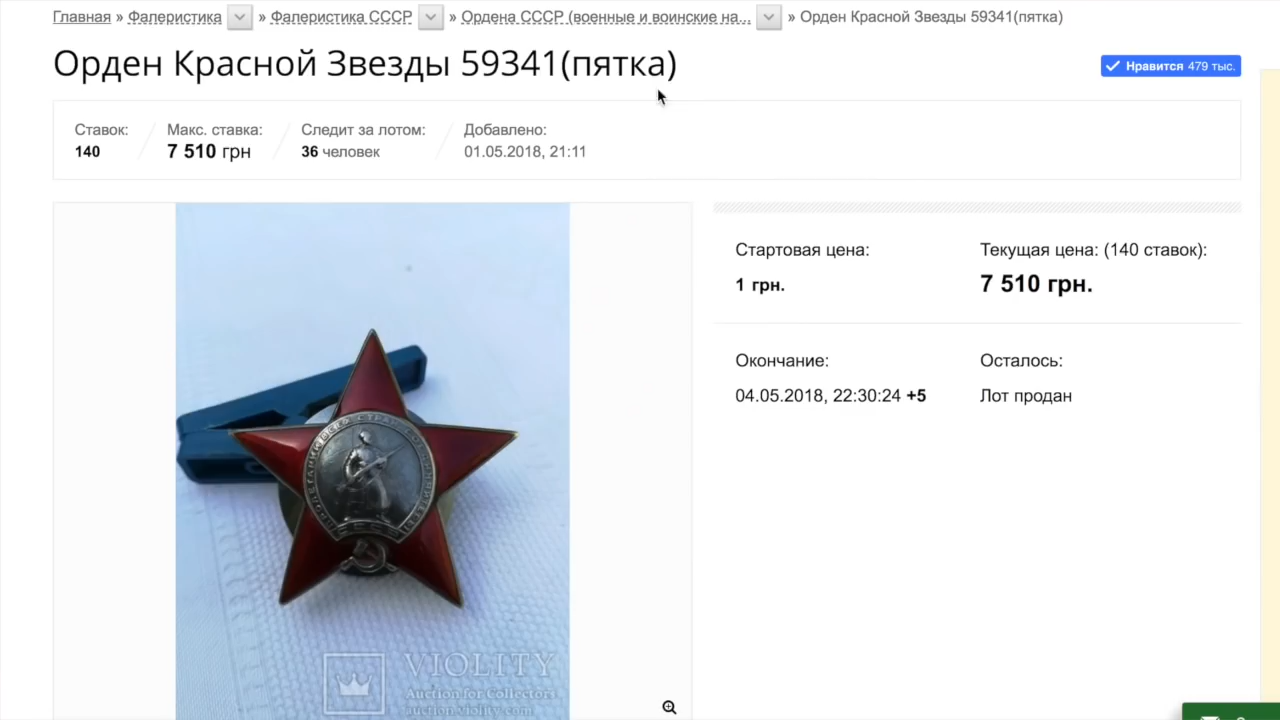 Главная » Фалеристика » Фалеристика СССР » Ордена СССР (военные и воинские на... » Орден Красной Звезды 59341(пятка)
Орден Красной Звезды 59341(пятка)
Нравится 479 тыс.
Ставок: Макс. ставка: Следит за лотом: Добавлено:
140 7 510 грн 36 человек 01.05.2018, 21:11
Стартовая цена: Текущая цена: (140 ставок):
1 грн. 7 510 грн.
Окончание: Осталось:
04.05.2018, 22:30:24 +5 Лот продан
СССР
VIOLITY
Auction for Collectors
auction.violity.com